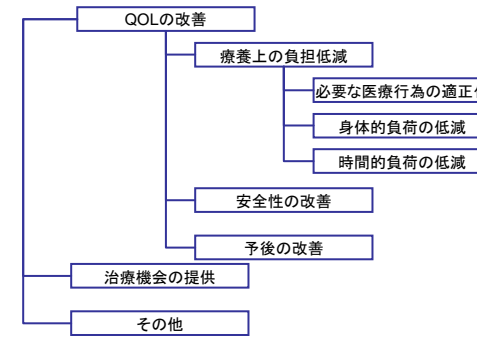 QOLの改善
療養上の負担低減
必要な医療行為の適正
身体的負荷の低減
時間的負荷の低減
安全性の改善
予後の改善
治療機会の提供
その他